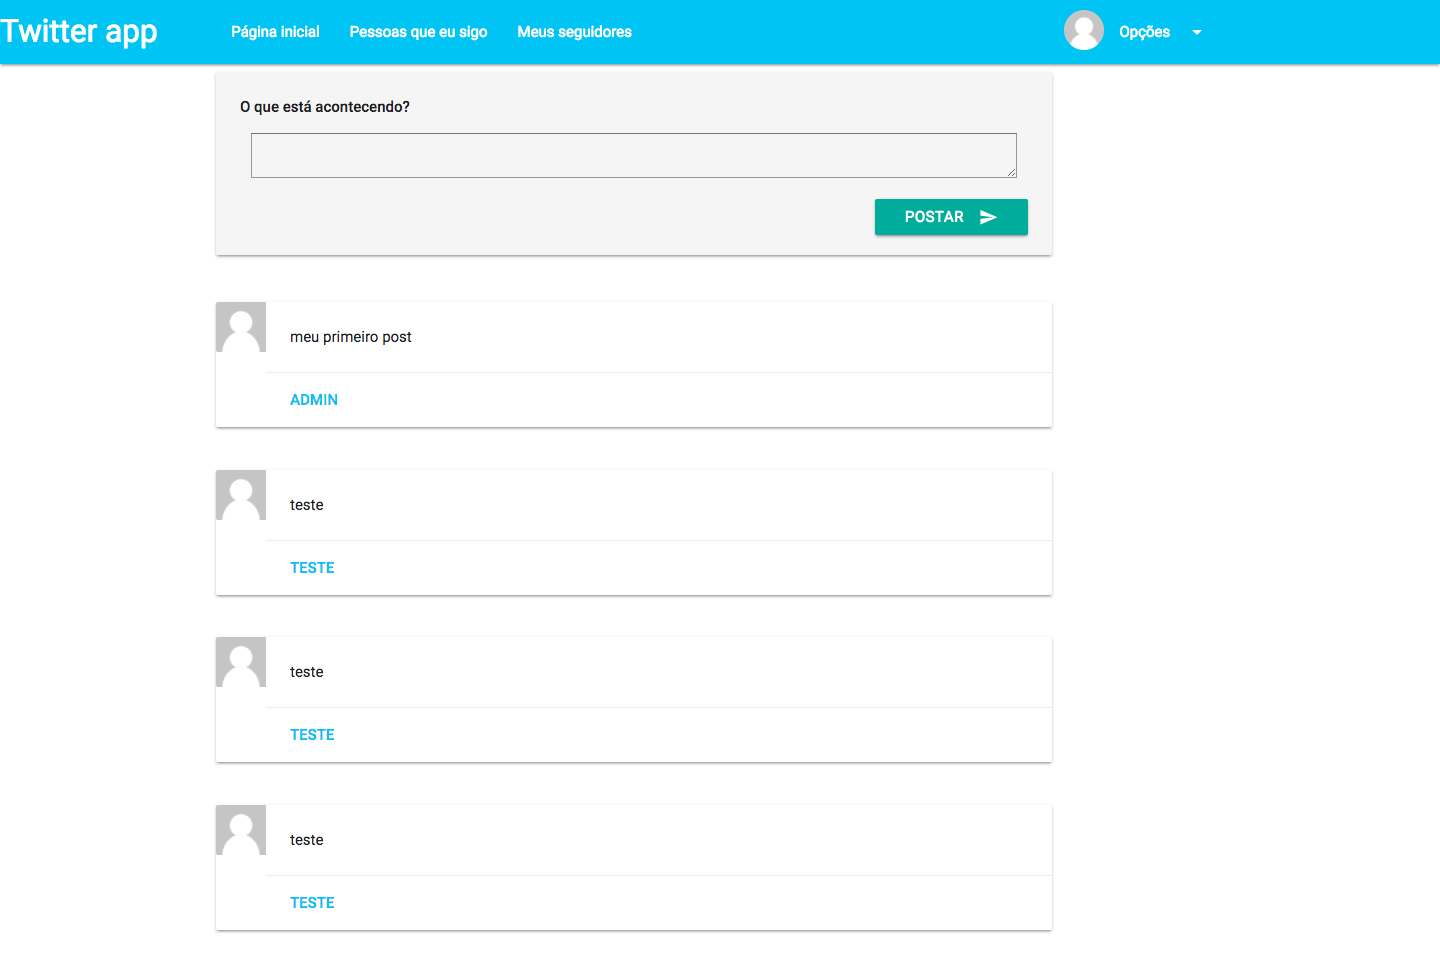 Twitter app Página inicial Pessoas que eu sigo Meus seguidores Opções
O que está acontecendo?
POSTAR
meu primeiro post
ADMIN
teste
TESTE
teste
TESTE
teste
TESTE